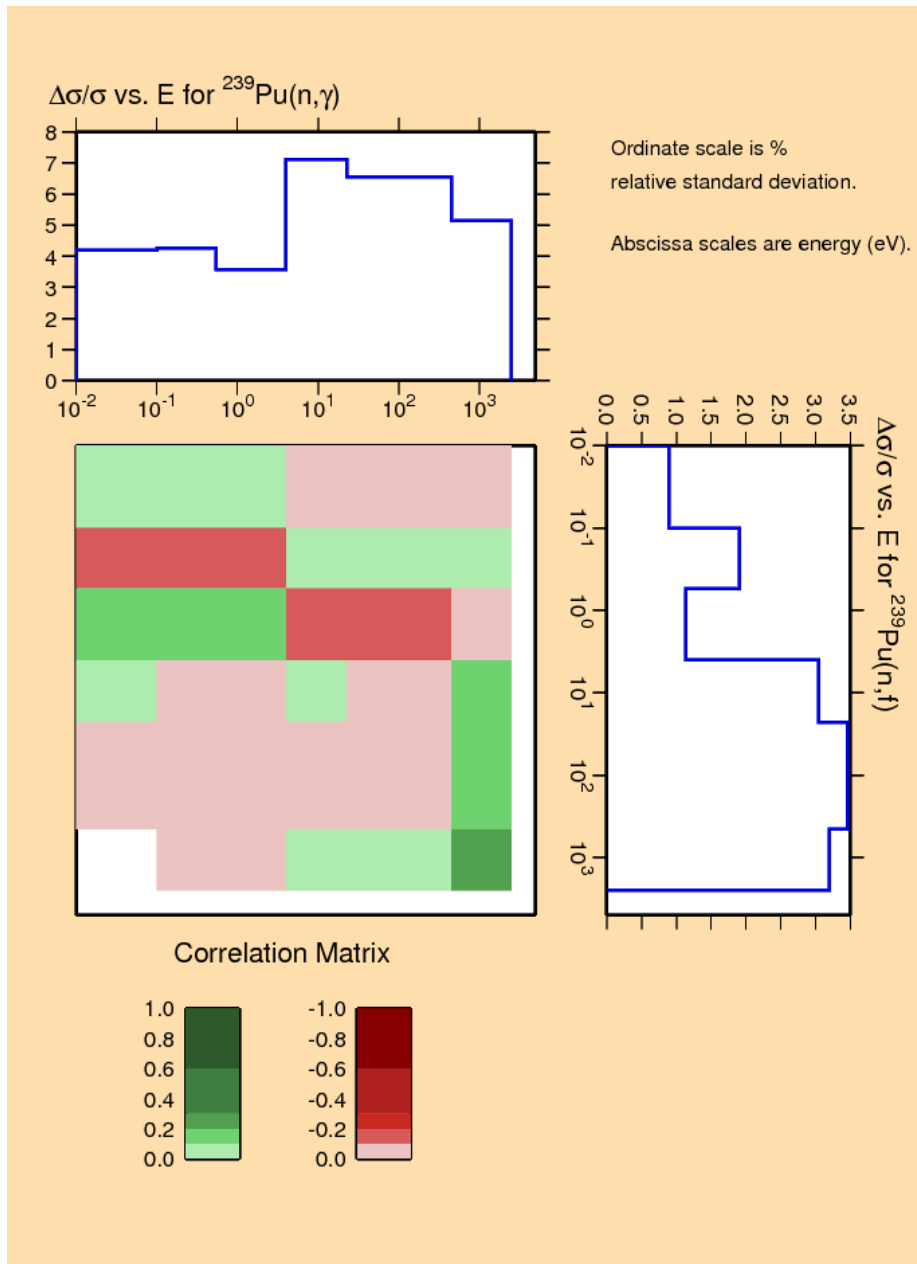 Δσ/σ vs. E for ²³⁹Pu(n,γ)
Ordinate scale is %
relative standard deviation.
Abscissa scales are energy (eV).
8
7
6
5
4
3
2
1
0
10⁻² 10⁻¹ 10⁰ 10¹ 10² 10³
0.0 0.5 1.0 1.5 2.0 2.5 3.0 3.5
Δσ/σ vs. E for ²³⁹Pu(n,f)
10⁻²
10⁻¹
10⁰
10¹
10²
10³
Correlation Matrix
1.0 -1.0
0.8 -0.8
0.6 -0.6
0.4 -0.4
0.2 -0.2
0.0 0.0